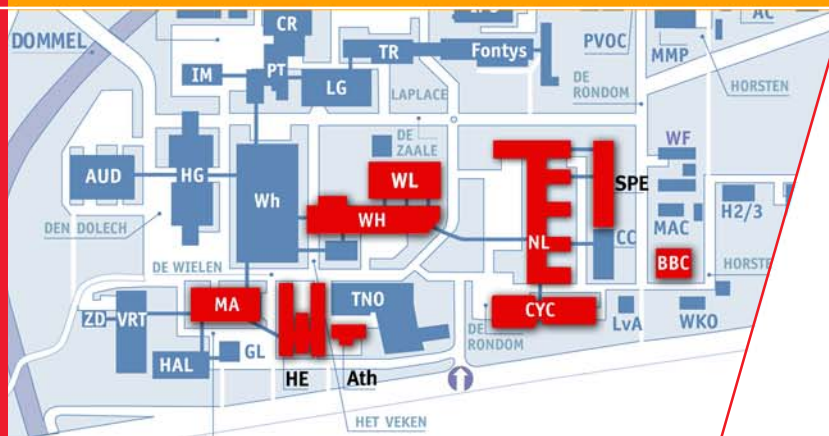 CR
AC
DOMMEL
TR
Fontys
PVOC
MMP
IM
PT
LG
DE
RONDOM
HORSTEN
LAPLACE
DE
ZAALE
WF
AUD
HG
Wh
WL
SPE
WH
MAC
H2/3
DEN DOLECH
NL
CC
BBC
DE WIELEN
HORSTE
MA
TNO
CYC
ZD
VRT
DE
RONDOM
LvA
WKO
HAL
GL
HE
Ath
HET VEKEN